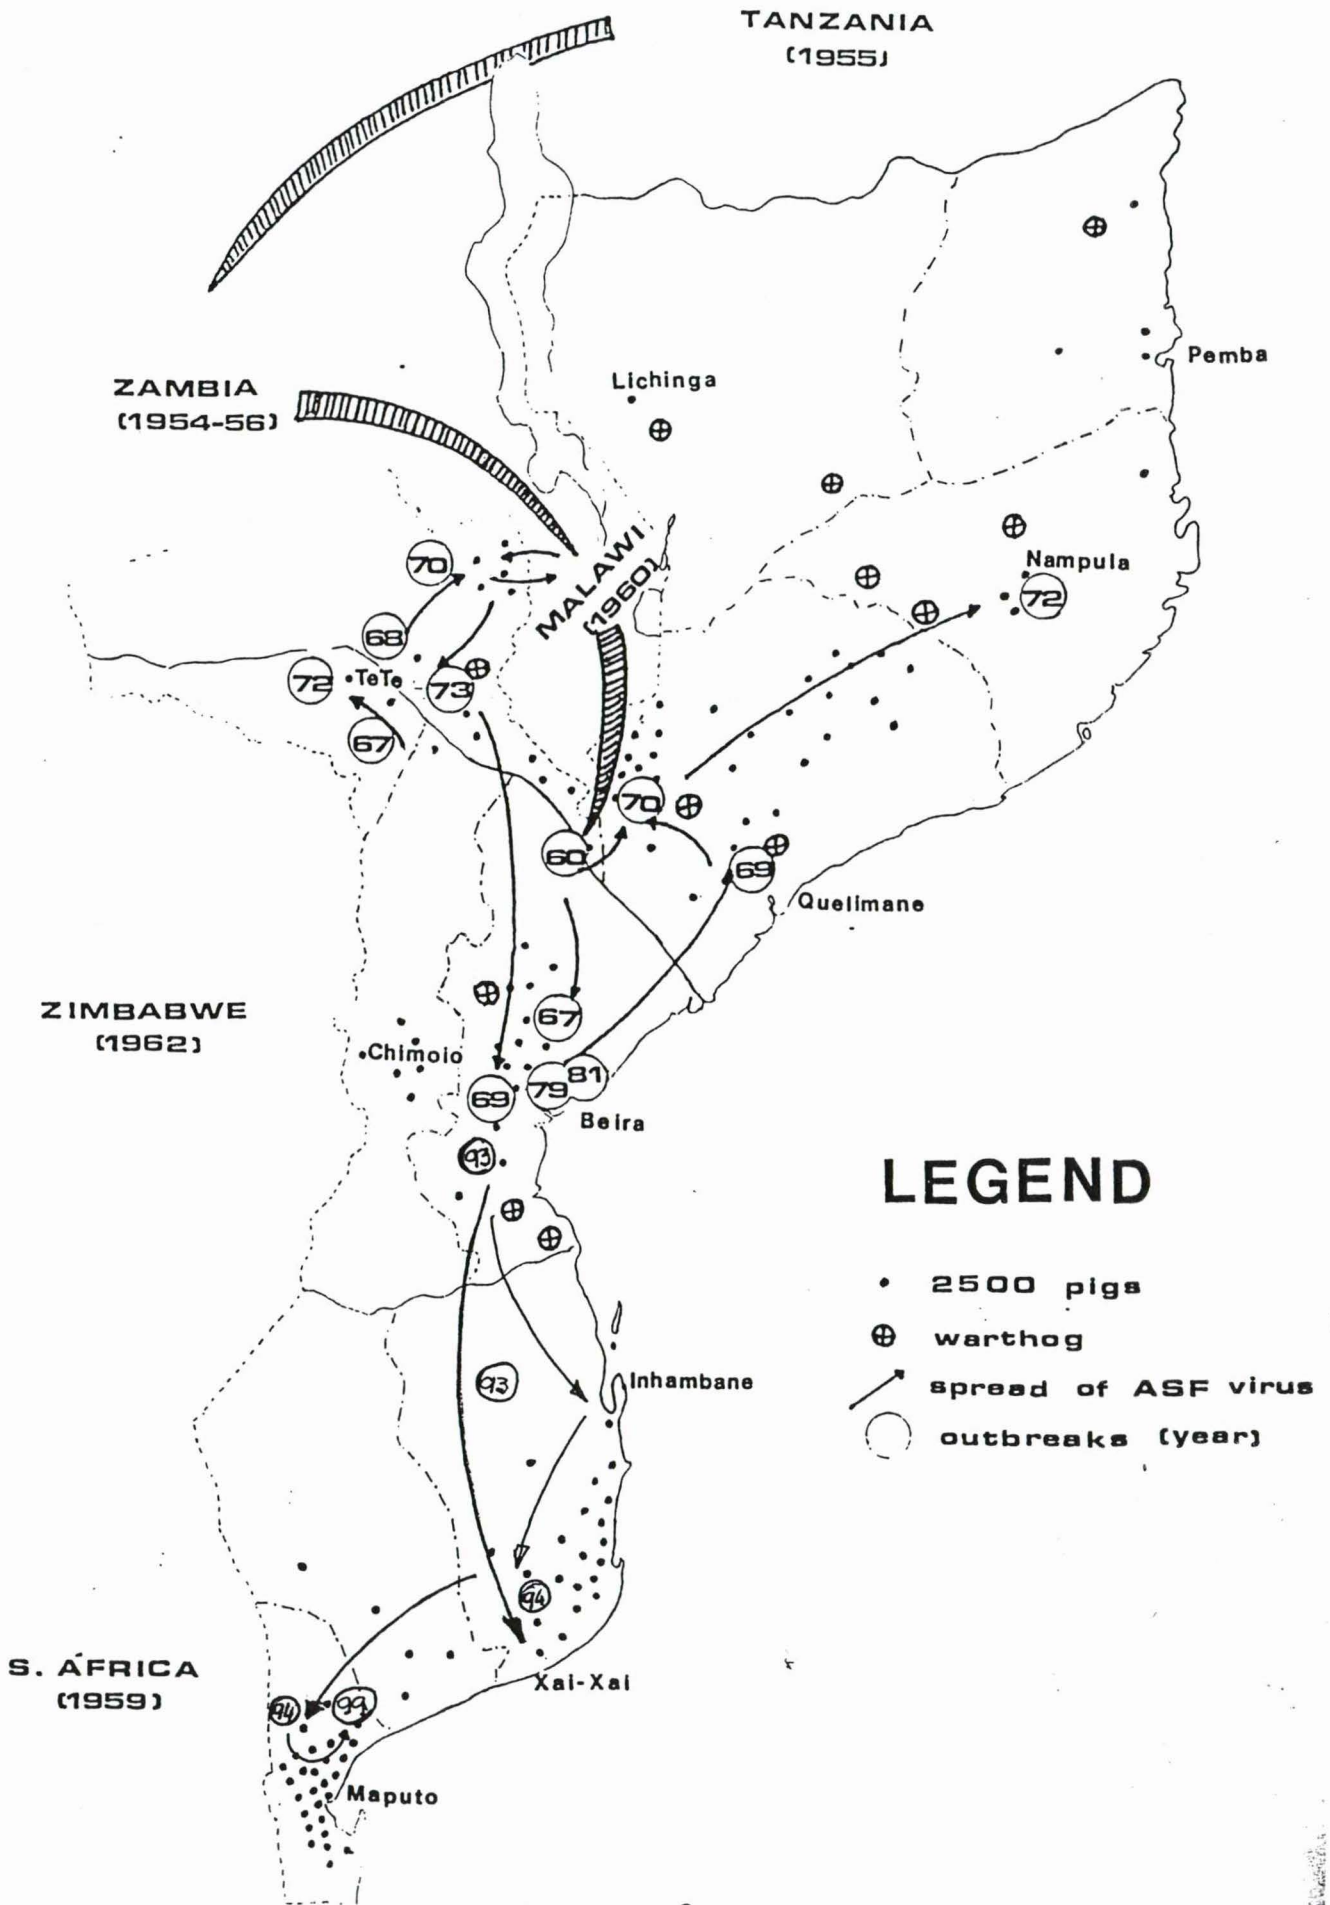 TANZANIA
(1955)
Pemba
Lichinga
ZAMBIA
(1954-56)
MALAWI
(1960)
70
Nampula
72
68
72
TeTe
73
67
70
60
69
Quelimane
ZIMBABWE
(1962)
67
Chimoio
69
79
81
Beira
93
LEGEND
2500 pigs
warthog
spread of ASF virus
outbreaks (year)
93
Inhambane
94
Xai-Xai
S. ÁFRICA
(1959)
94
99
Maputo